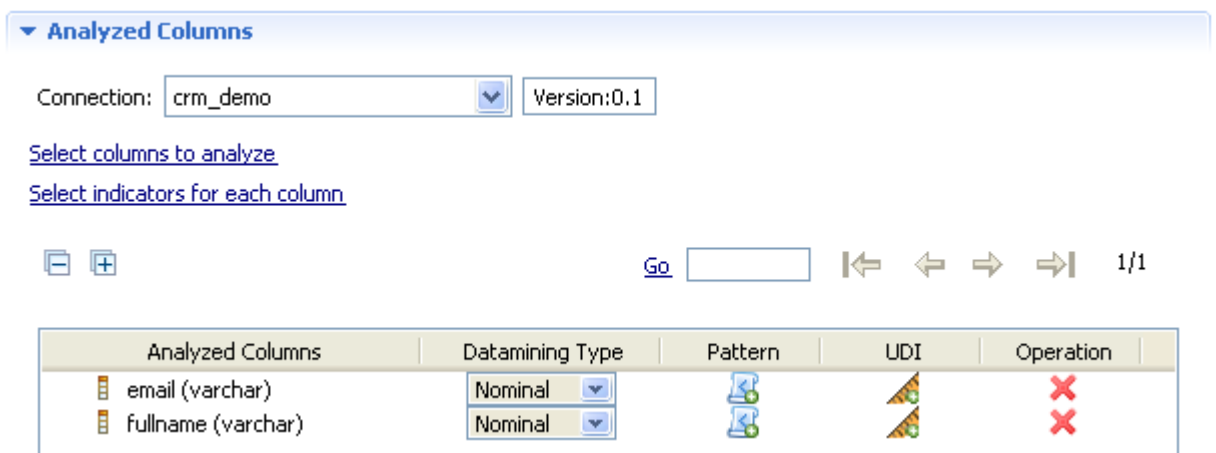 Analyzed Columns
Connection: crm_demo Version:0.1
Select columns to analyze
Select indicators for each column
Go 1/1
Analyzed Columns Datamining Type Pattern UDI Operation
email (varchar) Nominal
fullname (varchar) Nominal